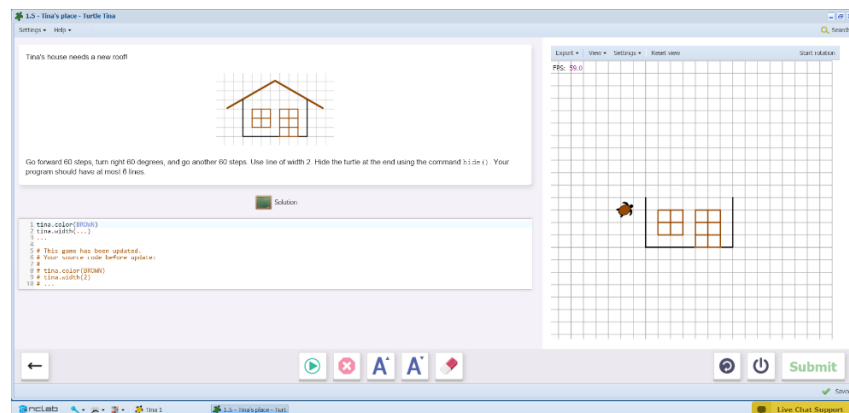 1.5 - Tina's place - Turtle Tina
Settings Help
Search
Tina's house needs a new roof!
Go forward 60 steps, turn right 60 degrees, and go another 60 steps. Use line of width 2. Hide the turtle at the end using the command hide(). Your
program should have at most 6 lines.
Solution
1 tina.color(BROWN)
2 tina.width(...)
3 ...
4
5 # This game has been updated.
6 # Your source code before update:
7 #
8 # tina.color(BROWN)
9 # tina.width(2)
10 # ...
Export View Settings Reset view Start rotation
FPS: 59.0
A A
Submit
nclab Tina 1 1.5 - Tina's place - Turt
Live Chat Support